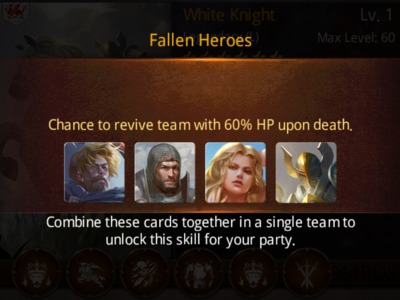 White Knight
Lv. 1
Fallen Heroes
Max Level: 60
Chance to revive team with 60% HP upon death.
Combine these cards together in a single team to
unlock this skill for your party.